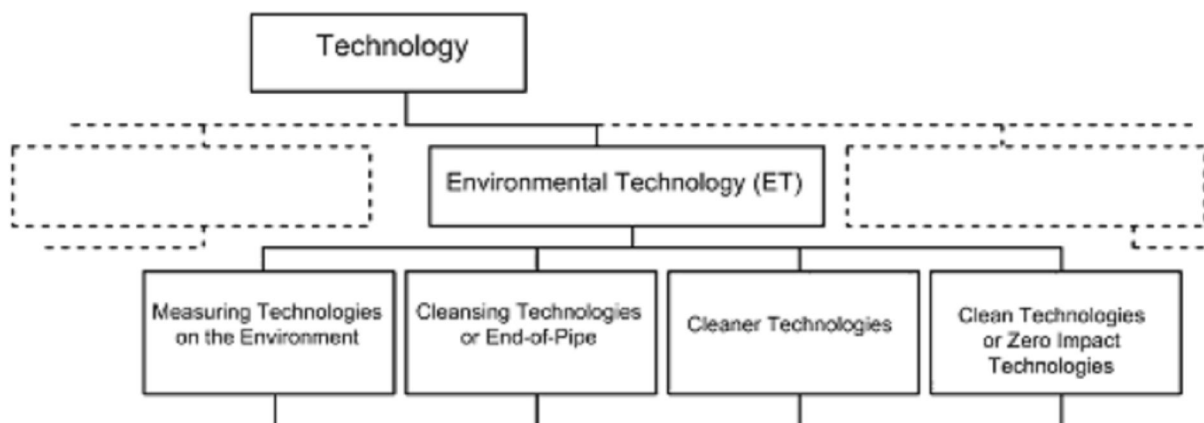 Technology
Environmental Technology (ET)
Measuring Technologies
on the Environment
Cleansing Technologies
or End-of-Pipe
Cleaner Technologies
Clean Technologies
or Zero Impact
Technologies